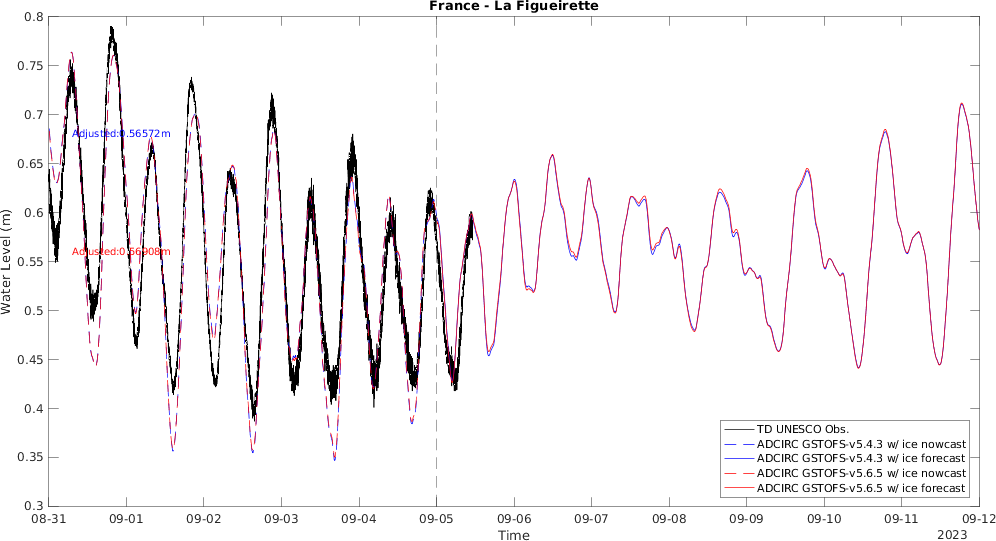 France - La Figueirette
0.8
0.75
0.7
0.65
0.6
0.55
0.5
0.45
0.4
0.35
0.3
Water Level (m)
Adjusted:0.56572m
Adjusted:0.56908m
TD UNESCO Obs.
ADCIRC GSTOFS-v5.4.3 w/ ice nowcast
ADCIRC GSTOFS-v5.4.3 w/ ice forecast
ADCIRC GSTOFS-v5.6.5 w/ ice nowcast
ADCIRC GSTOFS-v5.6.5 w/ ice forecast
08-31 09-01 09-02 09-03 09-04 09-05 09-06 09-07 09-08 09-09 09-10 09-11 09-12
Time
2023